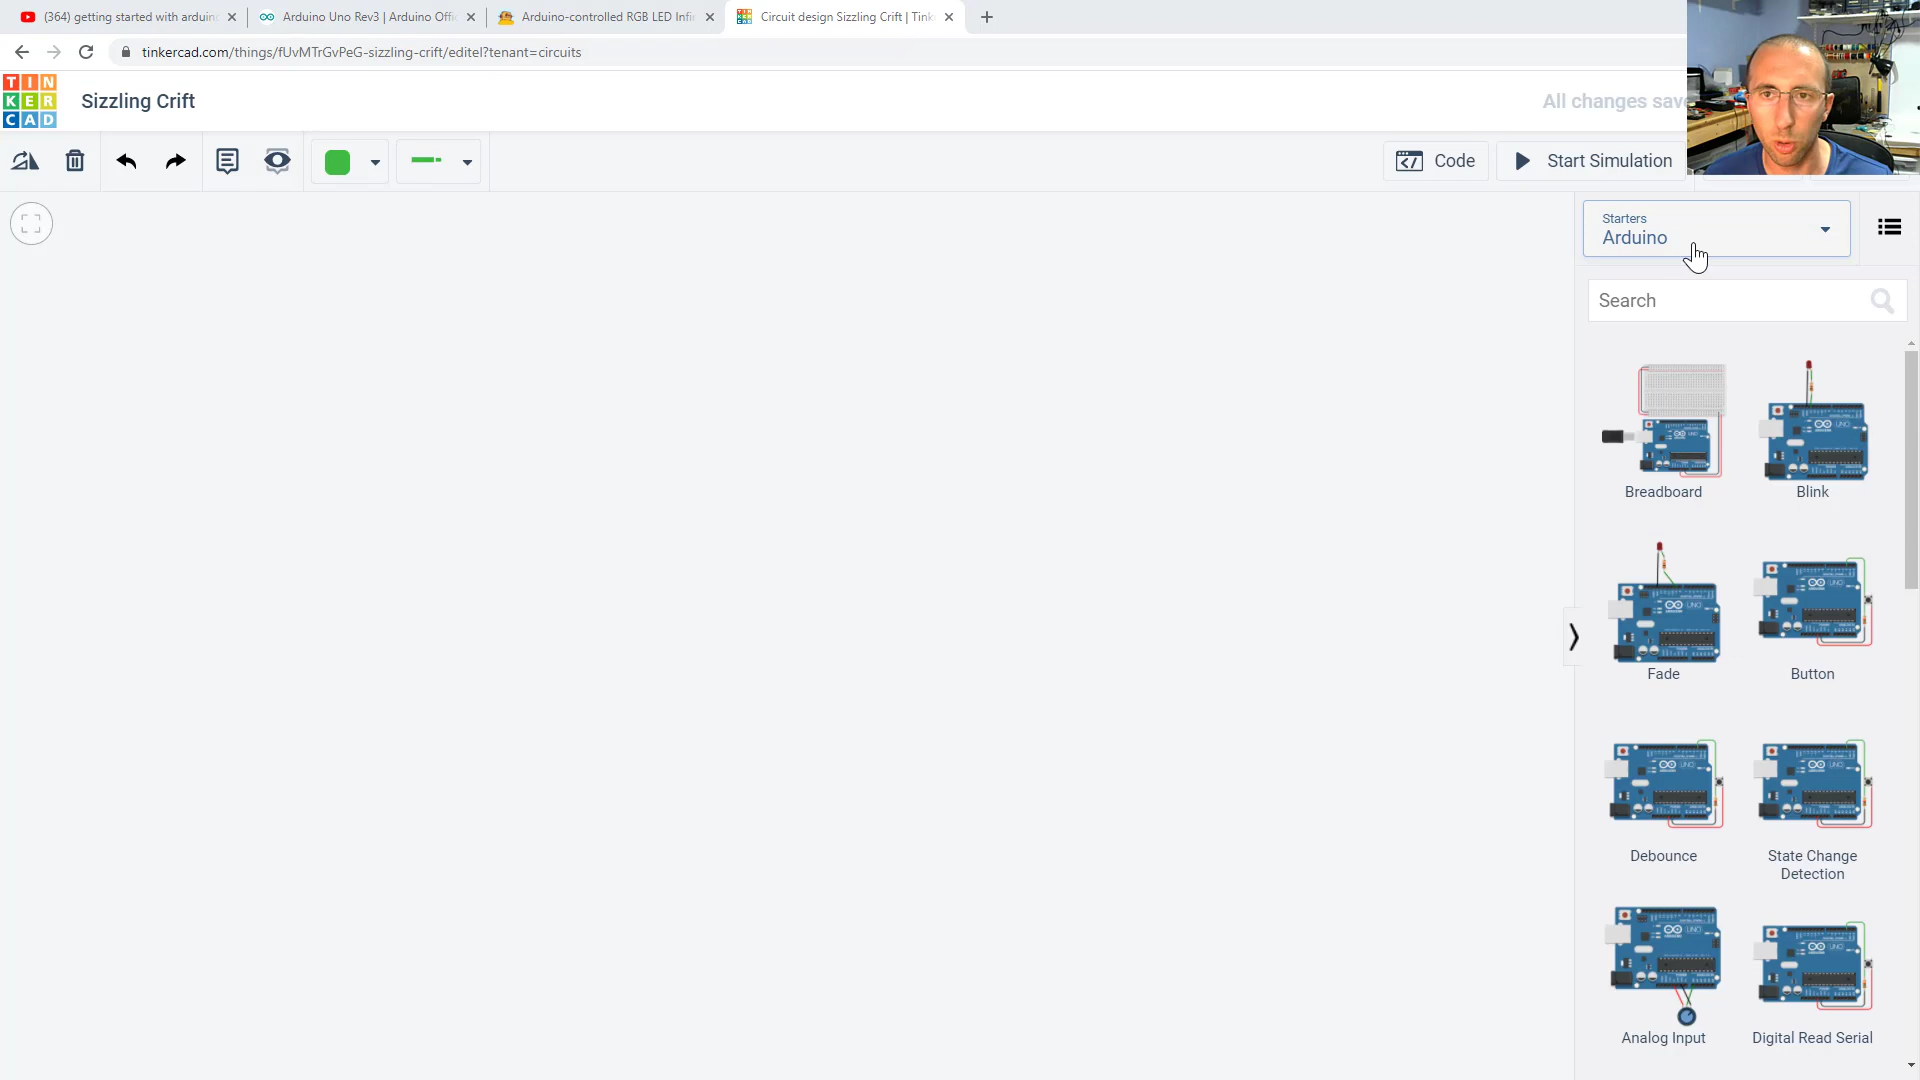 (364) getting started with arduin
Arduino Uno Rev3 | Arduino Offic
Arduino-controlled RGB LED Infi
Circuit design Sizzling Crift | Tink
tinkercad.com/things/fUvMTrGvPeG-sizzling-crift/editel?tenant=circuits
TIN
KER
CAD
Sizzling Crift
All changes save
Code
Start Simulation
Starters
Arduino
Search
Breadboard
Blink
Fade
Button
Debounce
State Change
Detection
Analog Input
Digital Read Serial